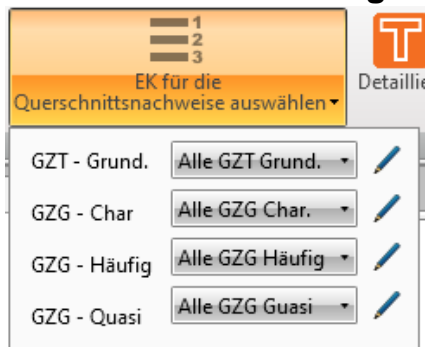 1
2
3
EK für die
Querschnittsnachweise auswählen
T
GZT - Grund. Alle GZT Grund.
GZG - Char Alle GZG Char.
GZG - Häufig Alle GZG Häufig
GZG - Quasi Alle GZG Guasi